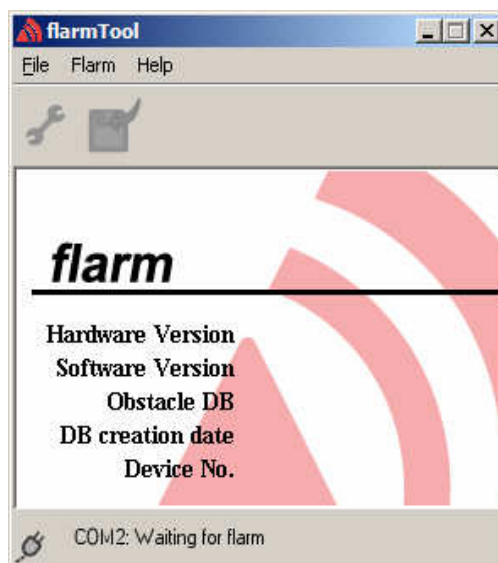 flarmTool
File Flarm Help
flarm
Hardware Version
Software Version
Obstacle DB
DB creation date
Device No.
COM2: Waiting for flarm